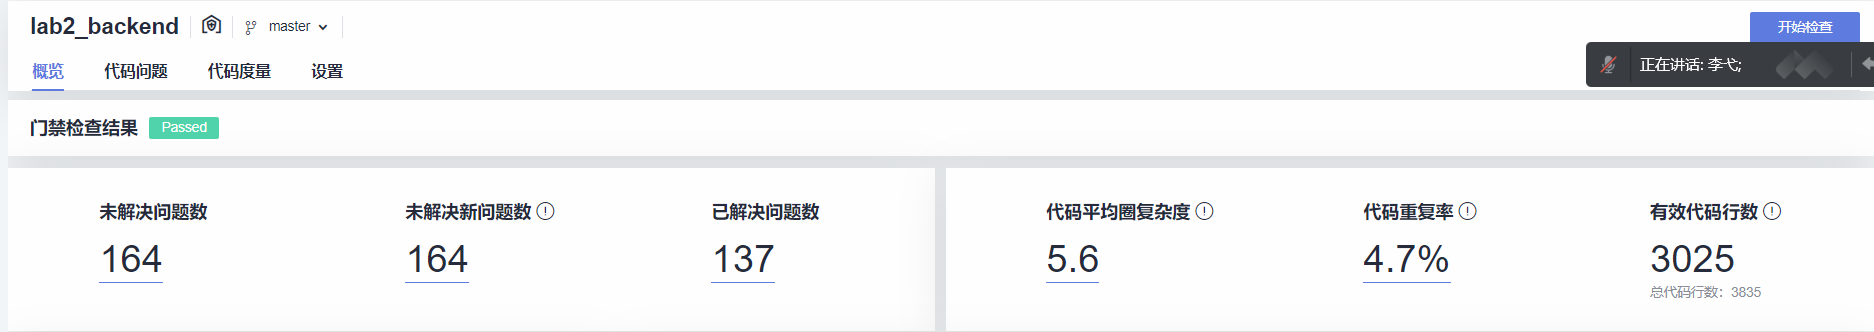 lab2_backend master 开始检查
正在讲话: 李弋;
概览 代码问题 代码度量 设置
门禁检查结果 Passed
未解决问题数 未解决新问题数 已解决问题数 代码平均圈复杂度 代码重复率 有效代码行数
164 164 137 5.6 4.7% 3025
总代码行数: 3835